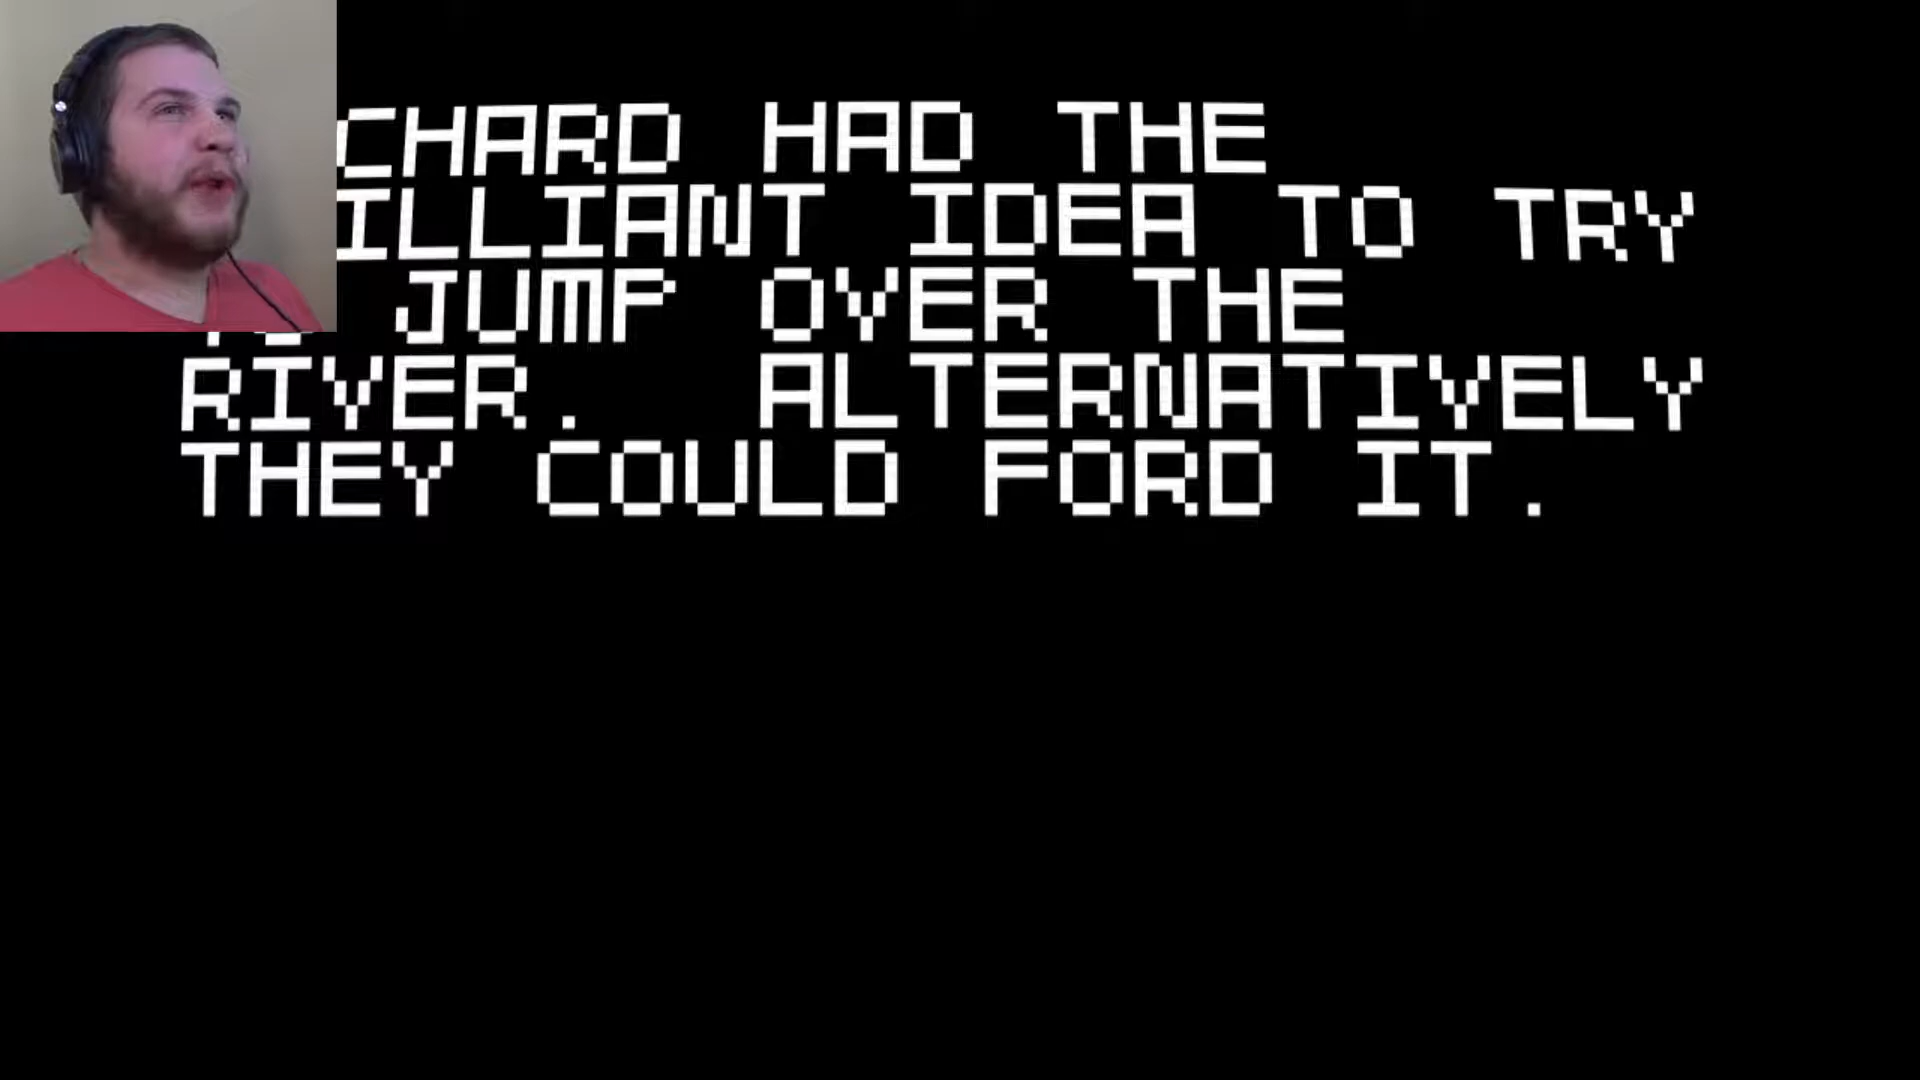 CHARD HAD THE
ILLIANT IDEA TO TRY
JUMP OVER THE
RIVER. ALTERNATIVELY
THEY COULD FORD IT.